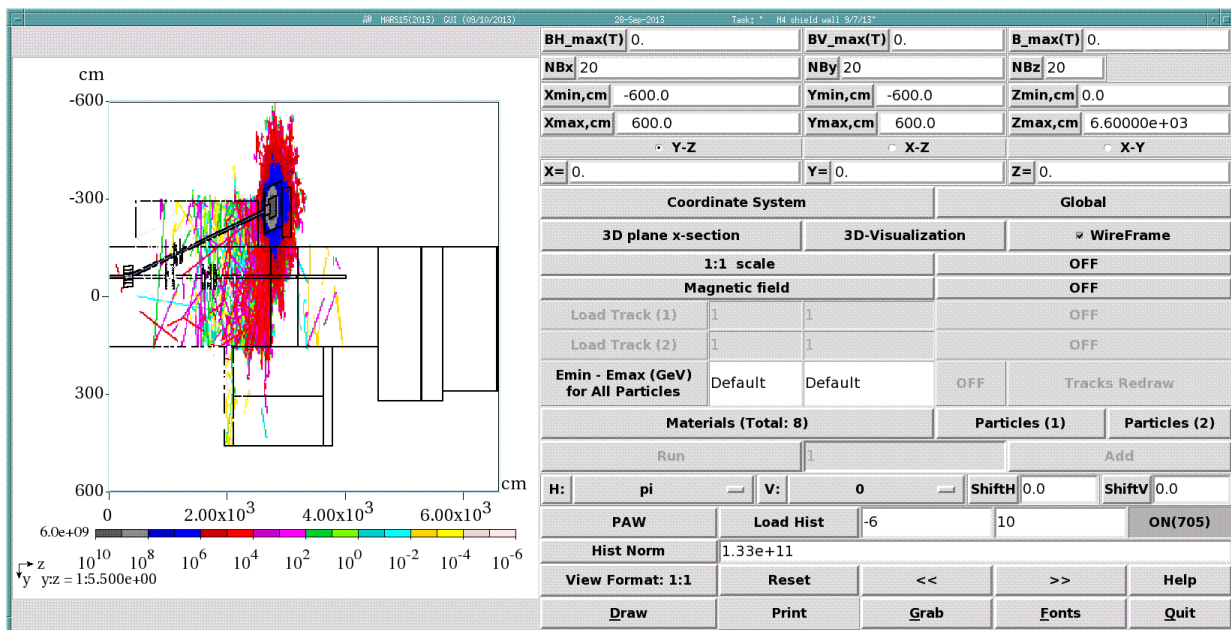 MARS15(2013) GUI (09/10/2013) 28-Sep-2013 Task: " M4 shield wall 9/7/13"
BH_max(T) 0. BV_max(T) 0. B_max(T) 0.
NBx 20 NBy 20 NBz 20
Xmin,cm -600.0 Ymin,cm -600.0 Zmin,cm 0.0
Xmax,cm 600.0 Ymax,cm 600.0 Zmax,cm 6.60000e+03
Y-Z X-Z X-Y
X= 0. Y= 0. Z= 0.
Coordinate System Global
3D plane x-section 3D-Visualization WireFrame
1:1 scale OFF
Magnetic field OFF
Load Track (1) 1 1 OFF
Load Track (2) 1 1 OFF
Emin - Emax (GeV)
for All Particles Default Default OFF Tracks Redraw
Materials (Total: 8) Particles (1) Particles (2)
Run 1 Add
H: pi V: 0 ShiftH 0.0 ShiftV 0.0
PAW Load Hist -6 10 ON(705)
Hist Norm 1.33e+11
View Format: 1:1 Reset << >> Help
Draw Print Grab Fonts Quit
cm
-600
-300
0
300
600
cm
0 2.00x10³ 4.00x10³ 6.00x10³
6.0e+09
10¹⁰ 10⁸ 10⁶ 10⁴ 10² 10⁰ 10⁻² 10⁻⁴ 10⁻⁶
z
y y:z = 1:5.500e+00